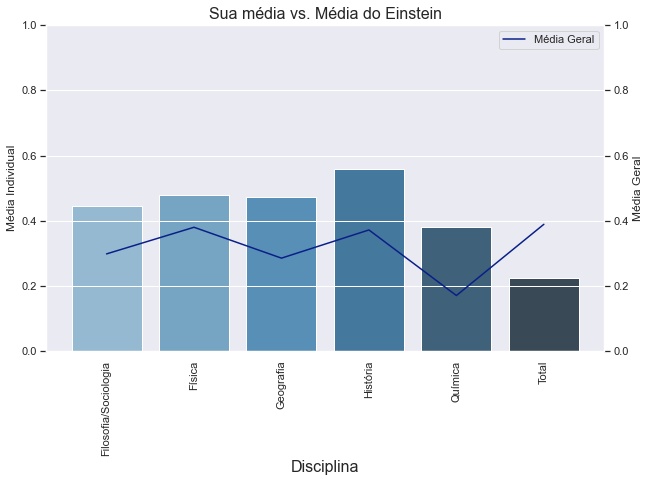 Sua média vs. Média do Einstein
Média Geral
1.0
0.8
0.6
0.4
0.2
0.0
Média Individual
1.0
0.8
0.6
0.4
0.2
0.0
Média Geral
Filosofia/Sociologia
Física
Geografia
História
Química
Total
Disciplina